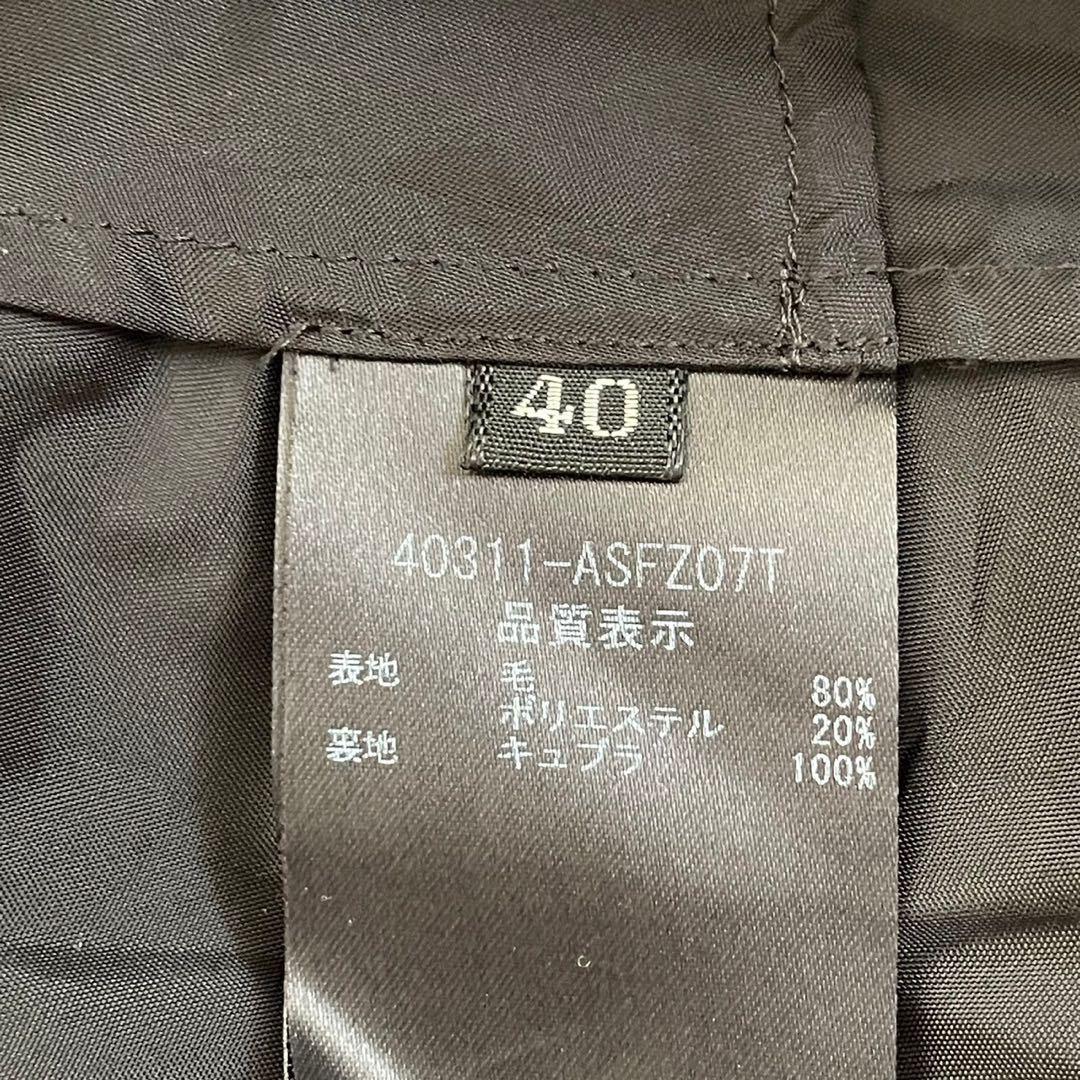 40
40311-ASFZ07T
品質表示
表地 毛 80%
ポリエステル 20%
裏地 キュプラ 100%